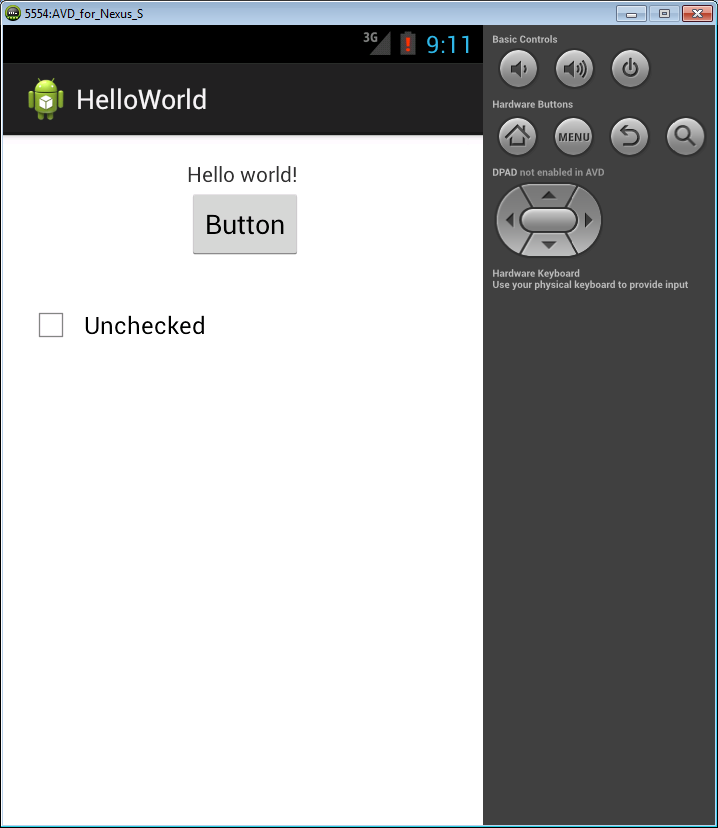 5554:AVD_for_Nexus_S
3G 9:11
HelloWorld
Hello world!
Button
Unchecked
Basic Controls
Hardware Buttons
MENU
DPAD not enabled in AVD
Hardware Keyboard
Use your physical keyboard to provide input